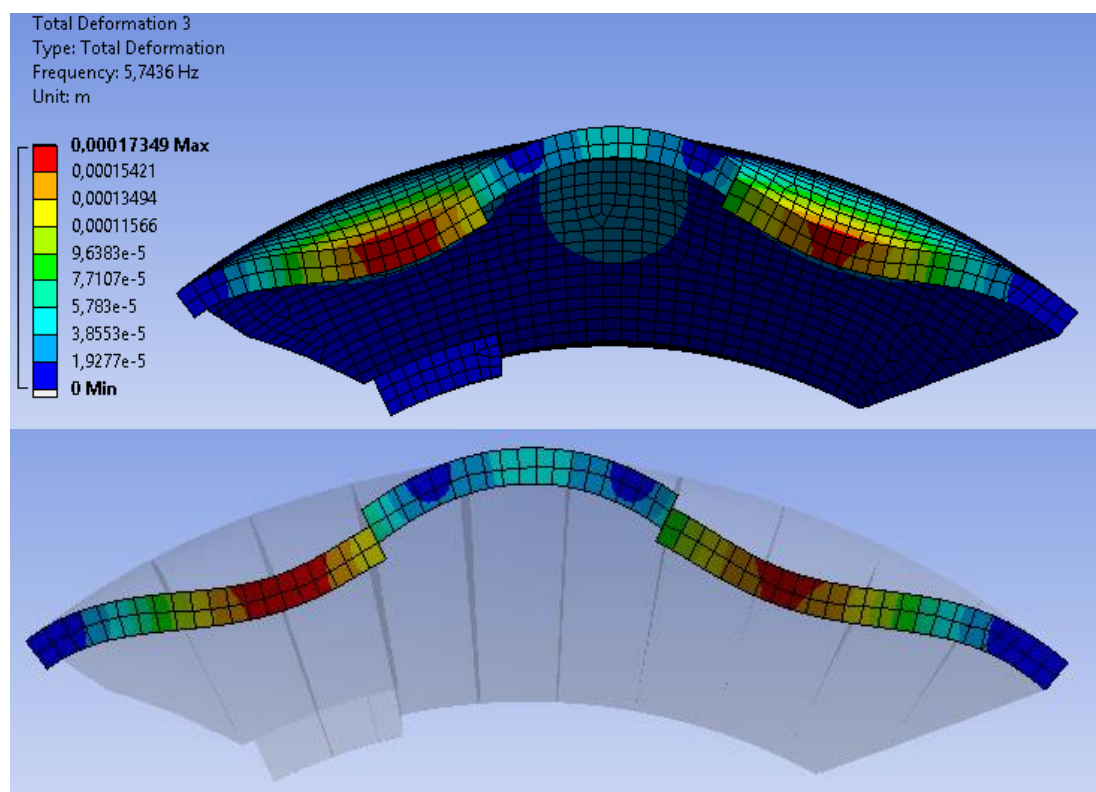 Total Deformation 3
Type: Total Deformation
Frequency: 5,7436 Hz
Unit: m
0,00017349 Max
0,00015421
0,00013494
0,00011566
9,6383e-5
7,7107e-5
5,783e-5
3,8553e-5
1,9277e-5
0 Min